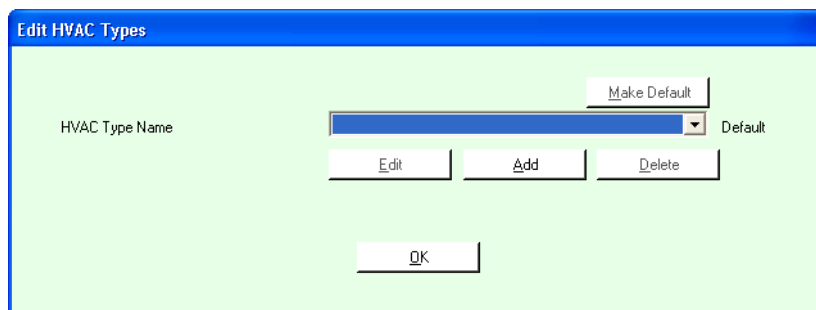 Edit HVAC Types
Make Default
HVAC Type Name Default
Edit Add Delete
OK